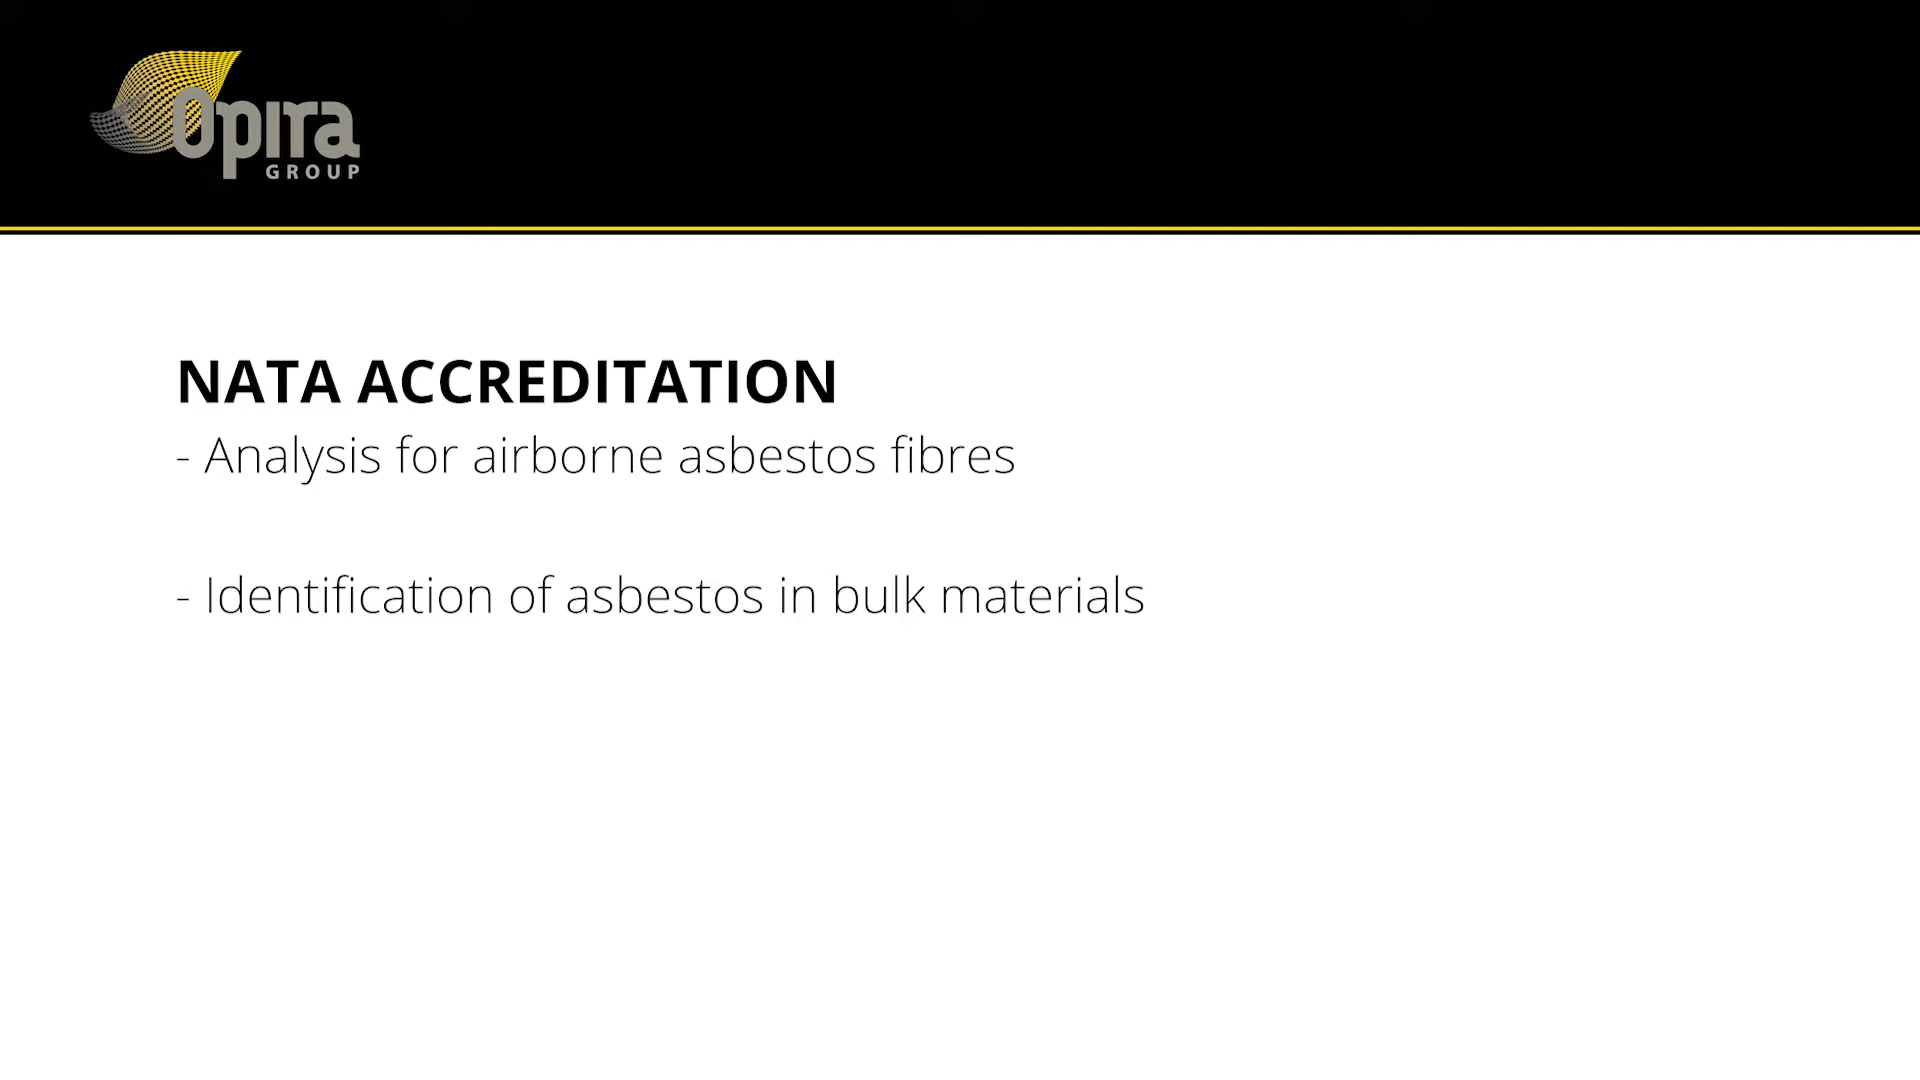 Opira
GROUP
NATA ACCREDITATION
- Analysis for airborne asbestos fibres
- Identification of asbestos in bulk materials